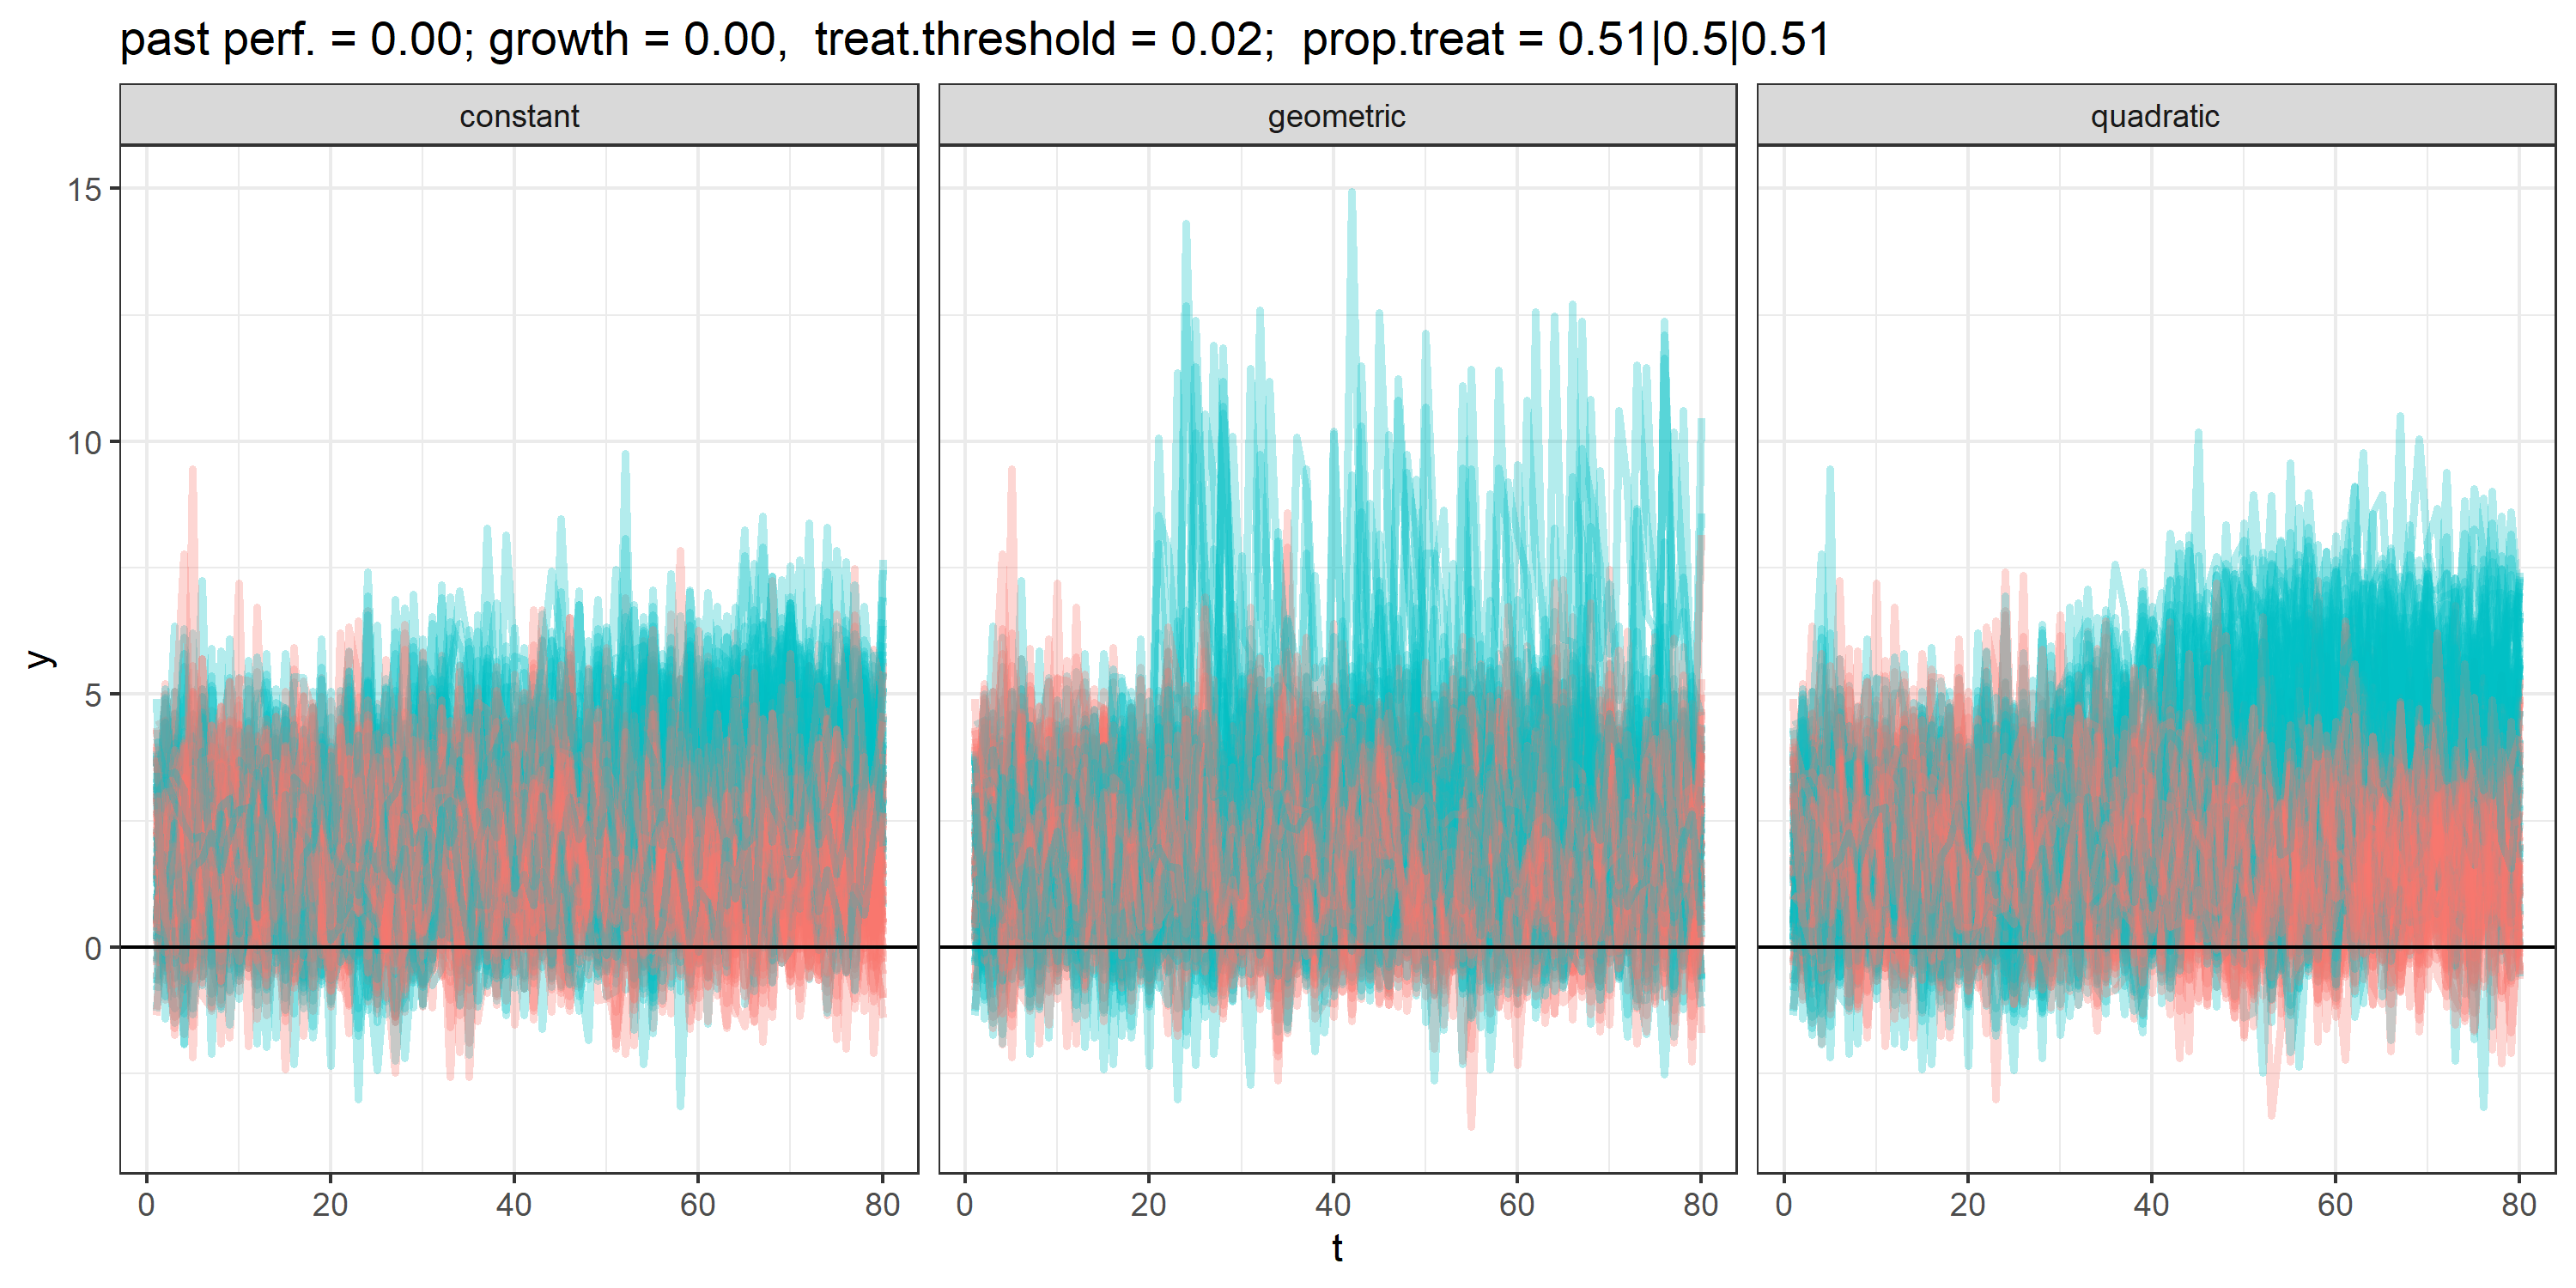 past perf. = 0.00; growth = 0.00,  treat.threshold = 0.02;  prop.treat = 0.51|0.5|0.51
constant geometric quadratic
15
10
5
0
y
0 20 40 60 80 0 20 40 60 80 0 20 40 60 80
t